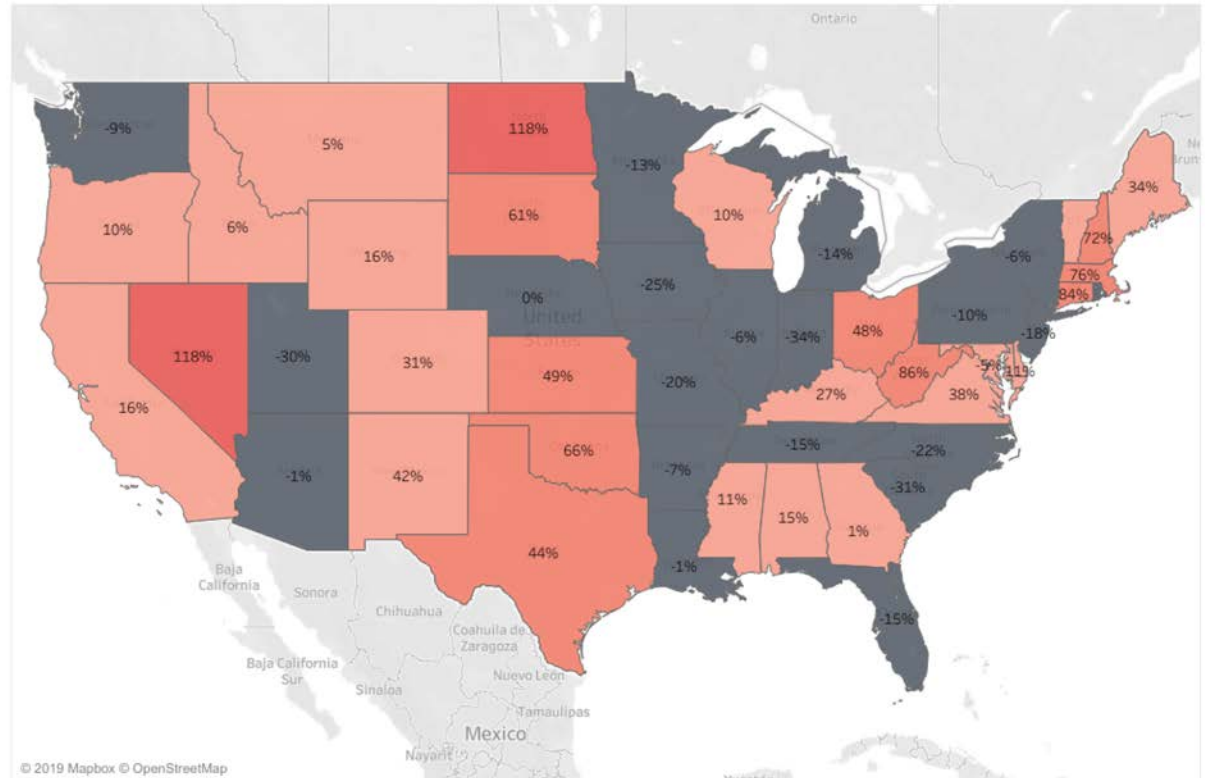 Ontario
-9%
5%
118%
-13%
10%
6%
16%
61%
10%
-14%
-6%
34%
72%
76%
84%
-25%
0%
United
States
118%
-30%
31%
49%
-20%
-6%
-34%
48%
-10%
-18%
86%
-5%
11%
27%
38%
16%
-1%
42%
66%
-7%
-15%
-22%
-31%
44%
-1%
11%
15%
1%
-15%
Baja
California
Sonora
Chihuahua
Coahuila de
Zaragoza
Baja California
Sur
Sinaloa
Nuevo León
Tamaulipas
Mexico
Nayarit
© 2019 Mapbox © OpenStreetMap